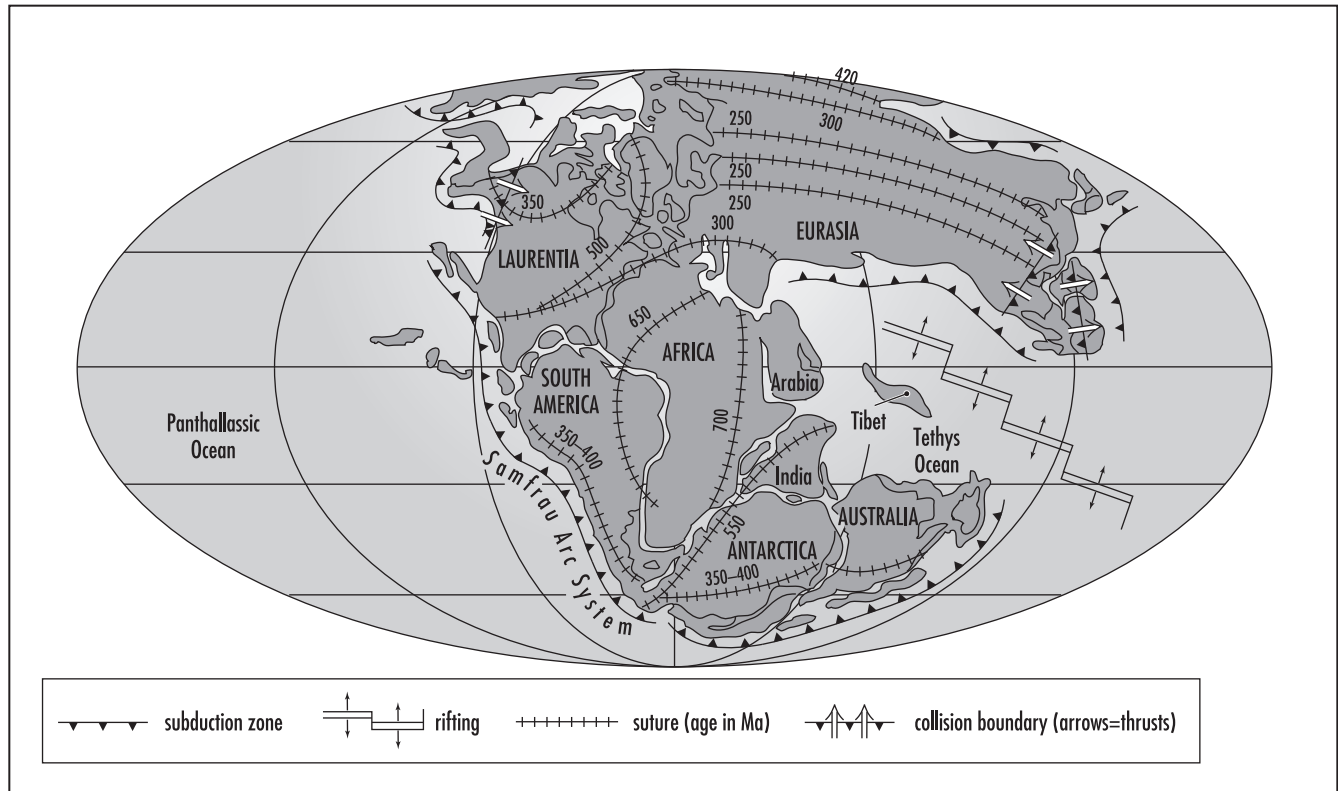 420
300
250
250
250
350
500
300
LAURENTIA
EURASIA
650
AFRICA
SOUTH
AMERICA
Arabia
700
Tibet
Panthallassic
Ocean
Tethys
Ocean
350–400
India
Samfrau Arc System
550
AUSTRALIA
ANTARCTICA
350–400
subduction zone
rifting
suture (age in Ma)
collision boundary (arrows=thrusts)